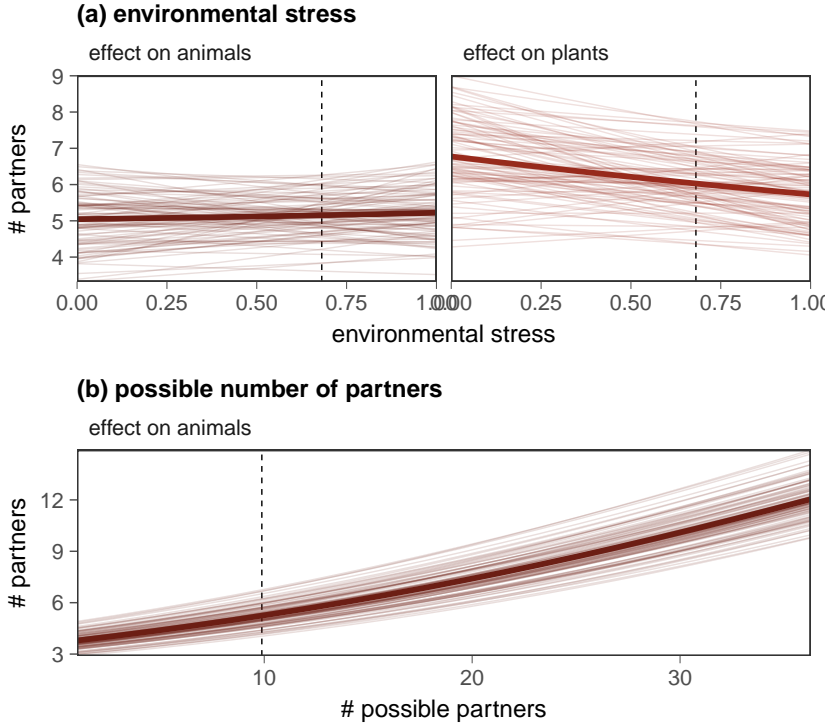 (a) environmental stress
effect on animals
effect on plants
# partners
9
8
7
6
5
4
0.00
0.25
0.50
0.75
1.00
0.00
0.25
0.50
0.75
1.00
environmental stress
(b) possible number of partners
effect on animals
# partners
12
9
6
3
10
20
30
# possible partners